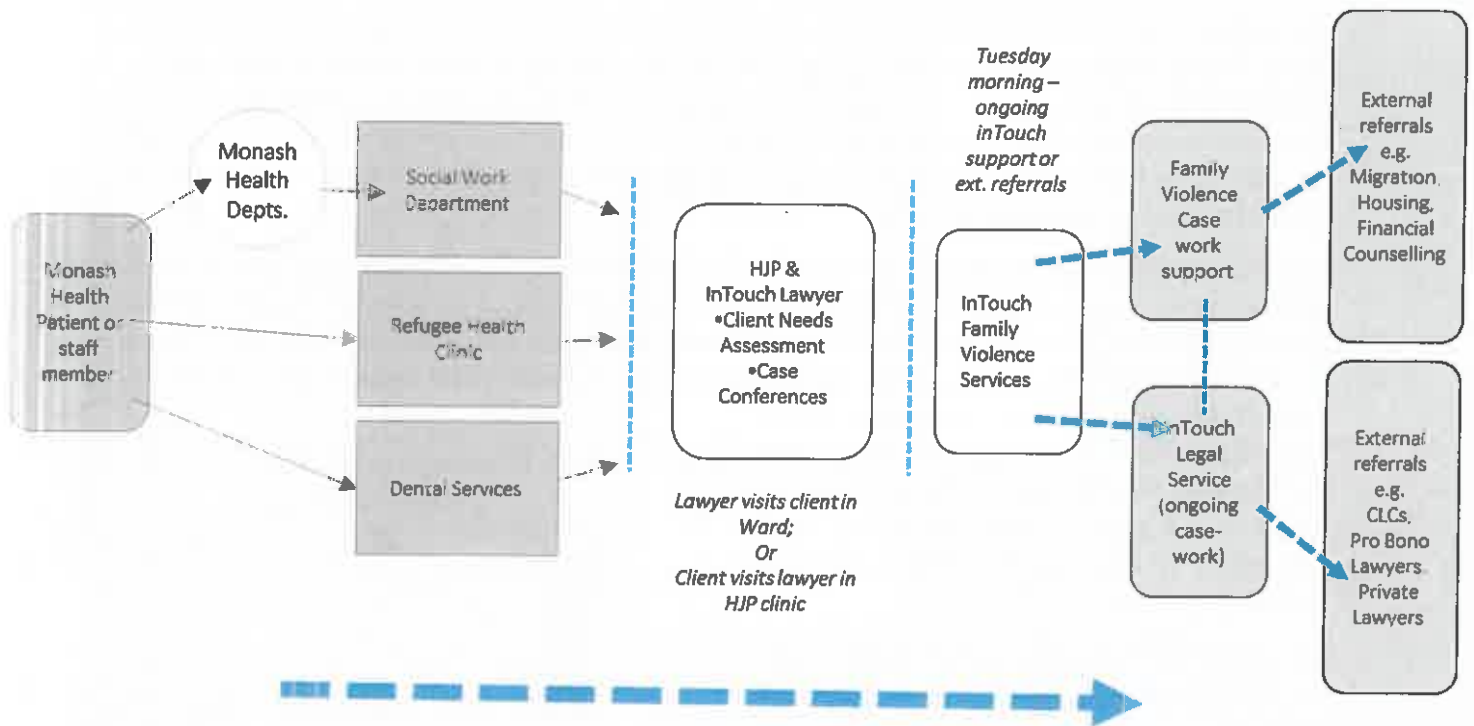 Monash
Health
Patient or
staff
member
Monash
Health
Depts.
Social Work
Department
Refugee Health
Clinic
Dental Services
HJP &
InTouch Lawyer
•Client Needs
Assessment
•Case
Conferences
Lawyer visits client in
Ward;
Or
Client visits lawyer in
HJP clinic
Tuesday
morning –
ongoing
inTouch
support or
ext. referrals
InTouch
Family
Violence
Services
Family
Violence
Case
work
support
InTouch
Legal
Service
(ongoing
case-
work)
External
referrals
e.g.
Migration,
Housing,
Financial
Counselling
External
referrals
e.g.
CLCs,
Pro Bono
Lawyers
Private
Lawyers